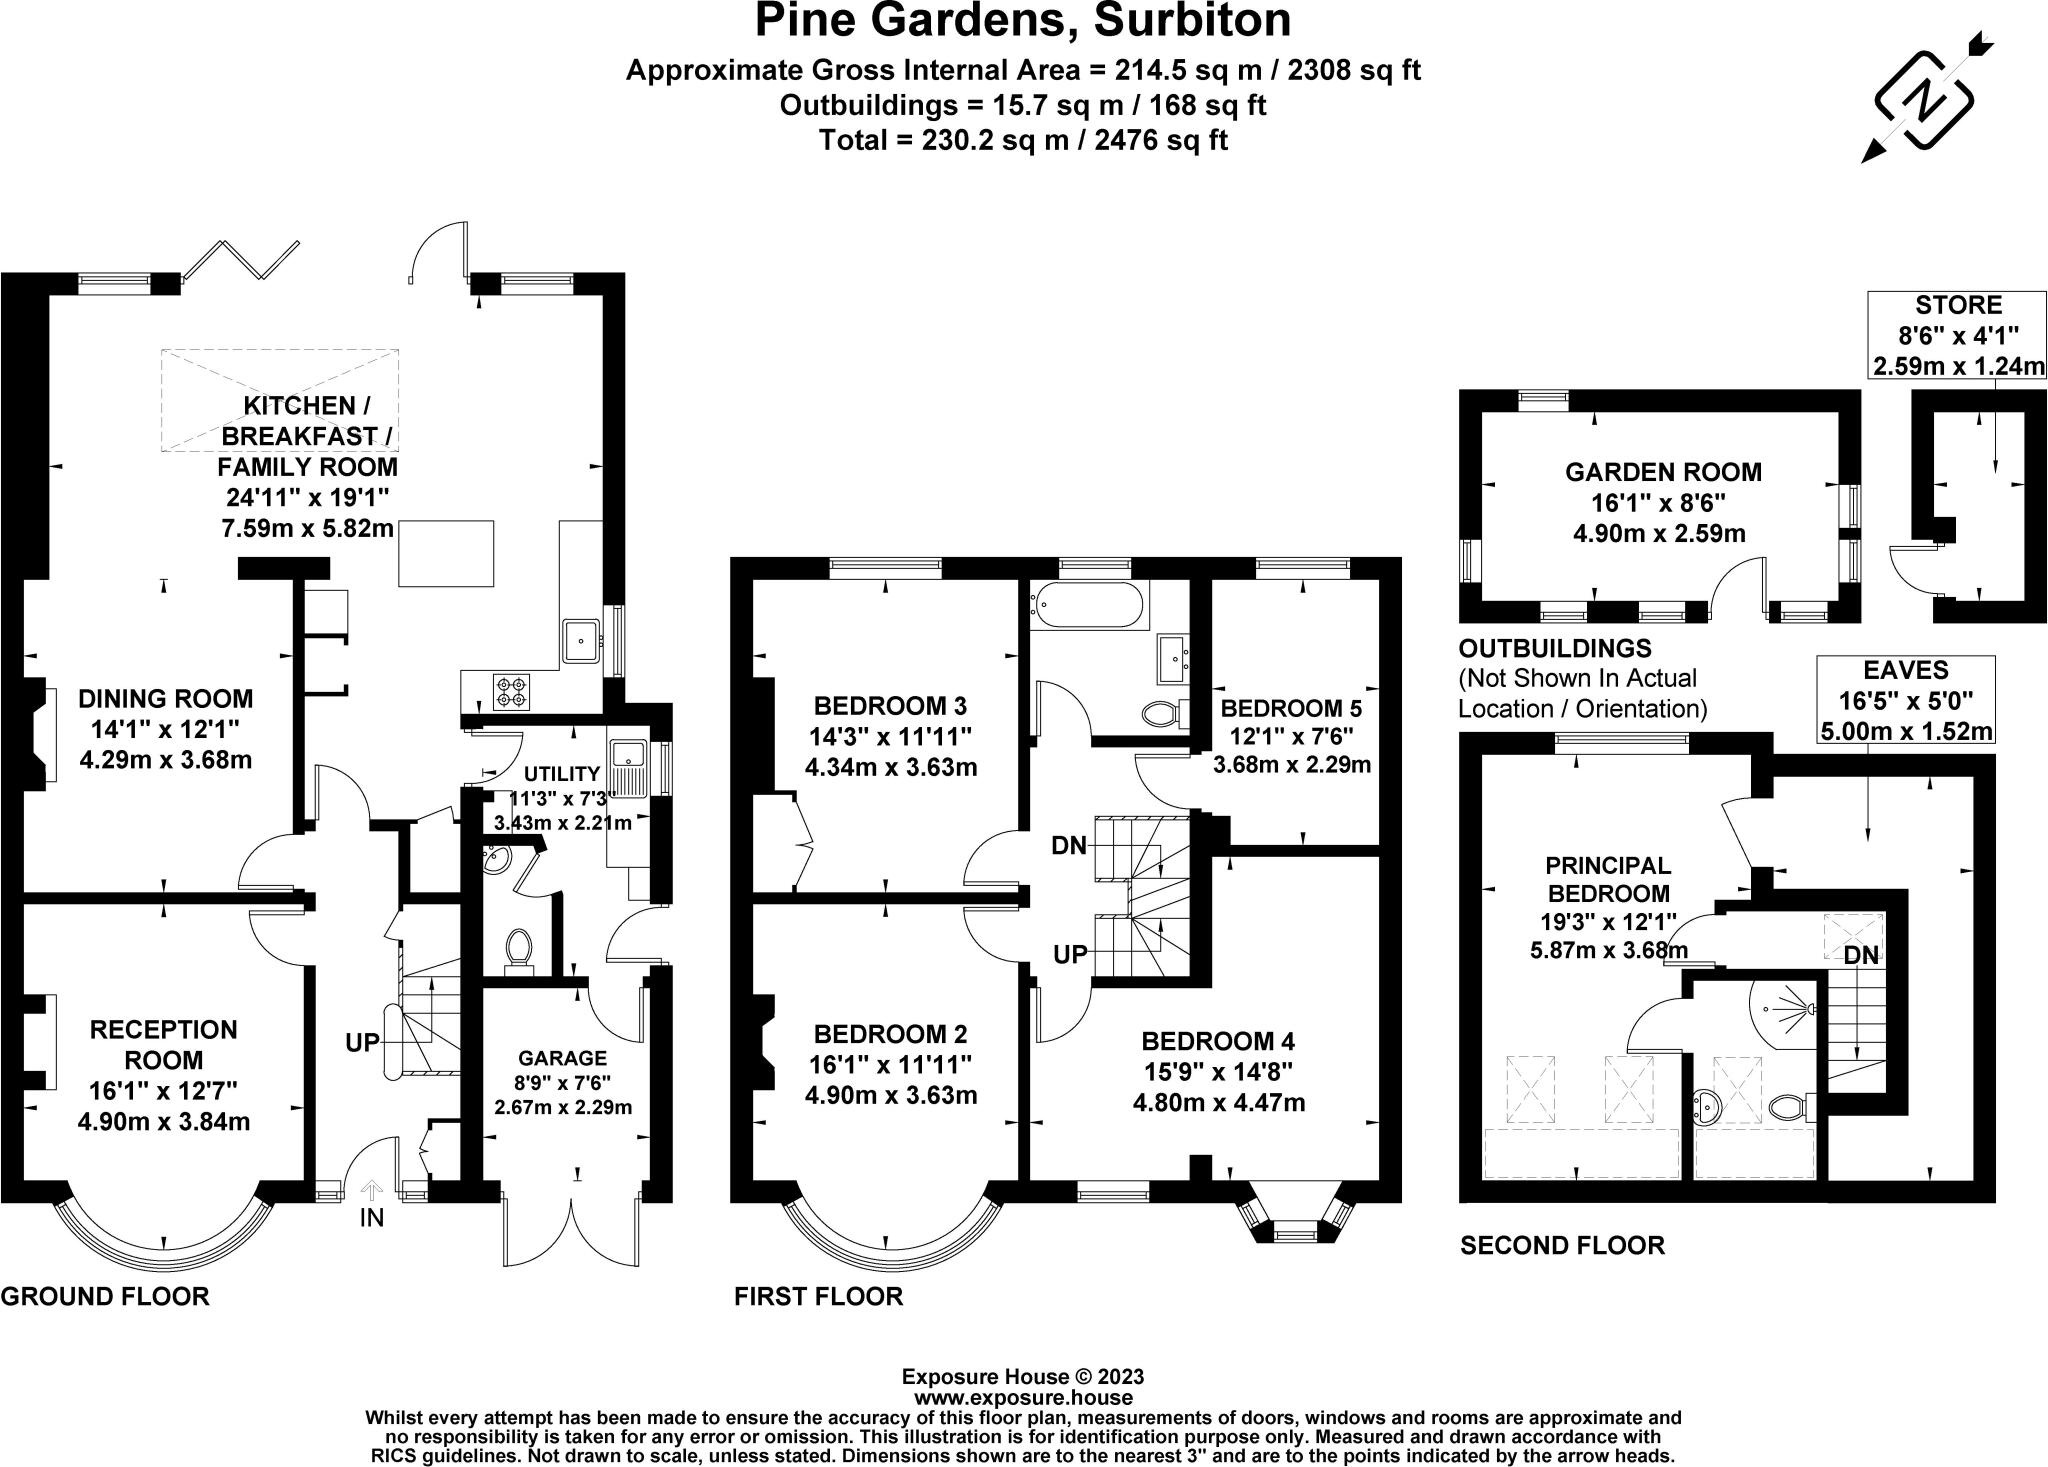 Pine Gardens, Surbiton
Approximate Gross Internal Area = 214.5 sq m / 2308 sq ft
Outbuildings = 15.7 sq m / 168 sq ft
Total = 230.2 sq m / 2476 sq ft
N
KITCHEN /
BREAKFAST /
FAMILY ROOM
24'11" x 19'1"
7.59m x 5.82m
DINING ROOM
14'1" x 12'1"
4.29m x 3.68m
UTILITY
11'3" x 7'3"
3.43m x 2.21m
RECEPTION
ROOM
16'1" x 12'7"
4.90m x 3.84m
UP
GARAGE
8'9" x 7'6"
2.67m x 2.29m
IN
GROUND FLOOR
BEDROOM 3
14'3" x 11'11"
4.34m x 3.63m
BEDROOM 5
12'1" x 7'6"
3.68m x 2.29m
DN
UP
BEDROOM 2
16'1" x 11'11"
4.90m x 3.63m
BEDROOM 4
15'9" x 14'8"
4.80m x 4.47m
FIRST FLOOR
STORE
8'6" x 4'1"
2.59m x 1.24m
GARDEN ROOM
16'1" x 8'6"
4.90m x 2.59m
OUTBUILDINGS
(Not Shown In Actual
Location / Orientation)
EAVES
16'5" x 5'0"
5.00m x 1.52m
PRINCIPAL
BEDROOM
19'3" x 12'1"
5.87m x 3.68m
DN
SECOND FLOOR
Exposure House © 2023
www.exposure.house
Whilst every attempt has been made to ensure the accuracy of this floor plan, measurements of doors, windows and rooms are approximate and
no responsibility is taken for any error or omission. This illustration is for identification purpose only. Measured and drawn accordance with
RICS guidelines. Not drawn to scale, unless stated. Dimensions shown are to the nearest 3" and are to the points indicated by the arrow heads.